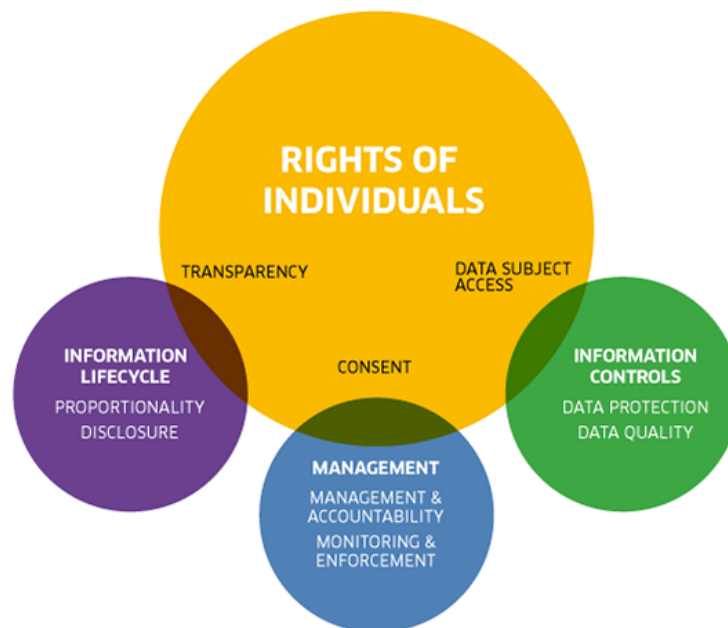 RIGHTS OF
INDIVIDUALS
TRANSPARENCY
DATA SUBJECT
ACCESS
CONSENT
INFORMATION
LIFECYCLE
PROPORTIONALITY
DISCLOSURE
MANAGEMENT
MANAGEMENT &
ACCOUNTABILITY
MONITORING &
ENFORCEMENT
INFORMATION
CONTROLS
DATA PROTECTION
DATA QUALITY